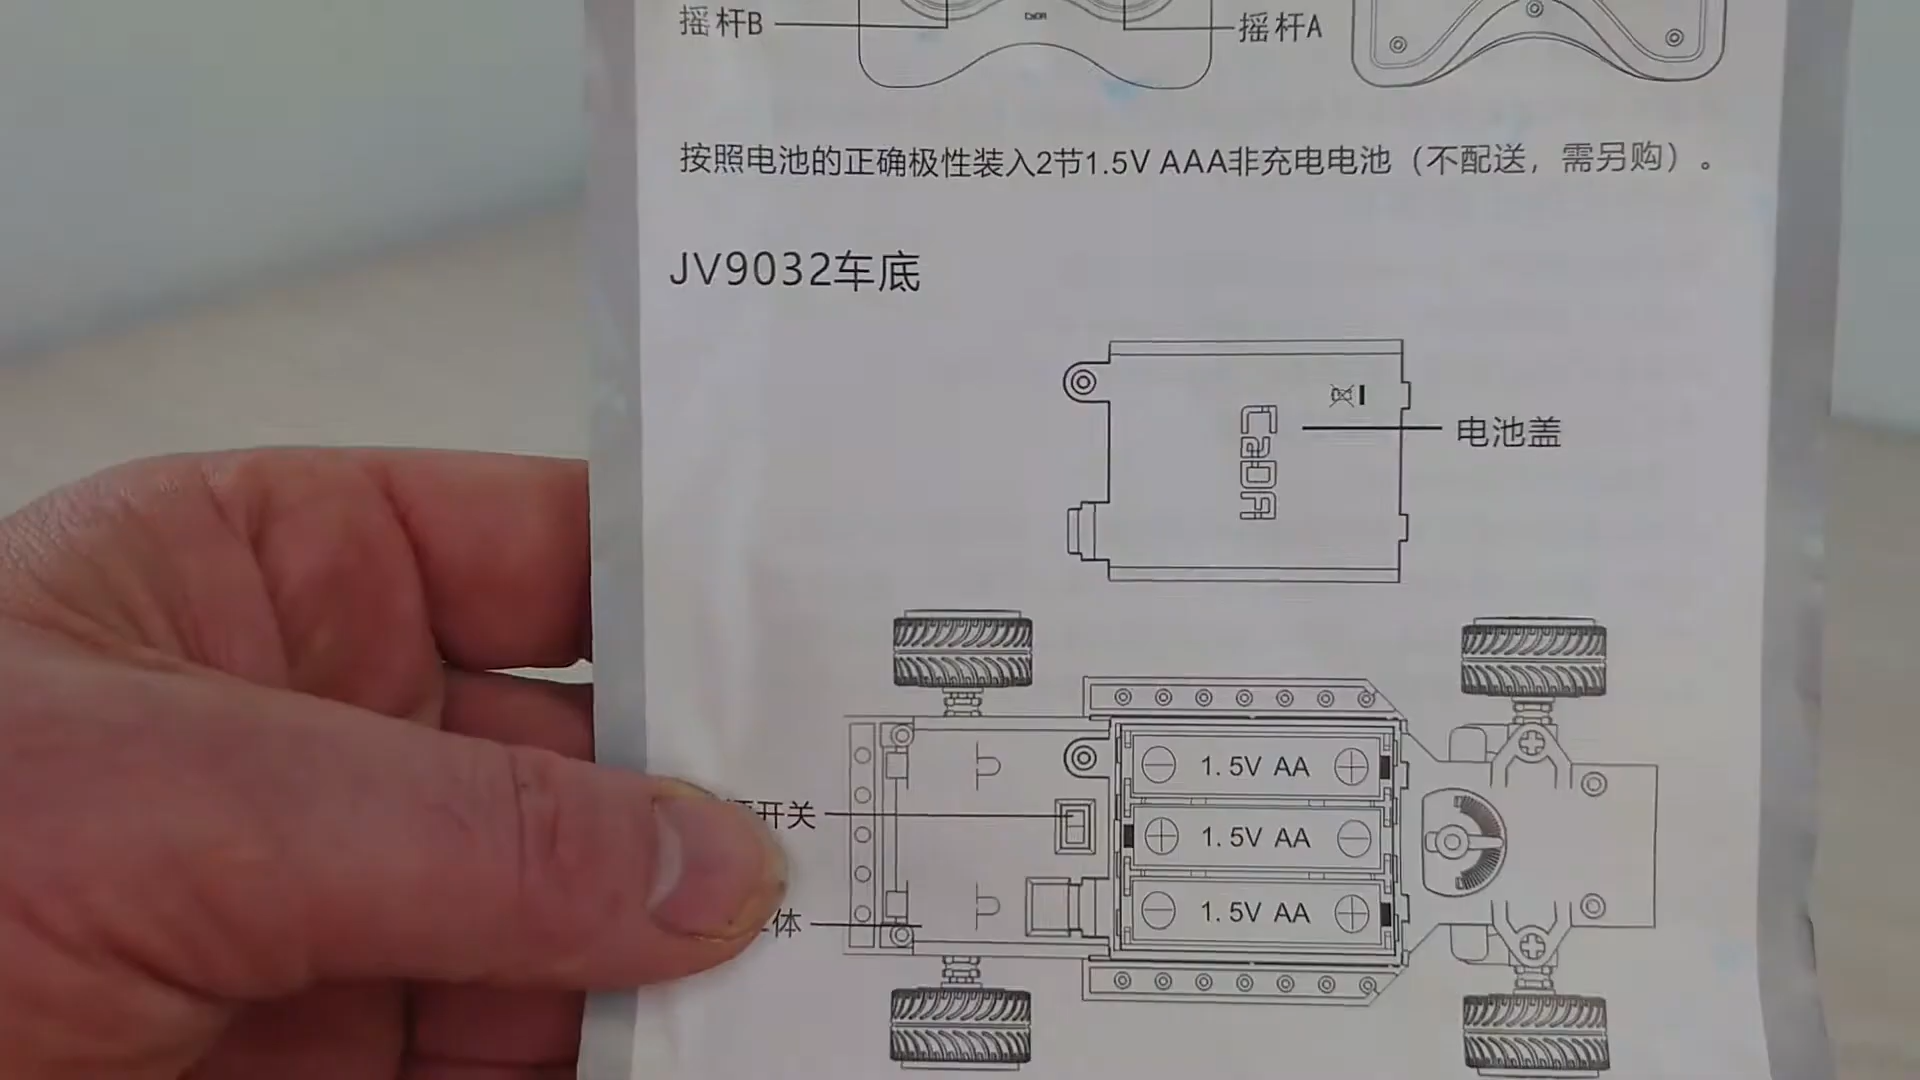 摇杆B
CaDA
摇杆A
按照电池的正确极性装入2节1.5V AAA非充电电池（不配送，需另购）。
JV9032车底
CaDA
电池盖
1.5V AA
开关
1.5V AA
1.5V AA
体